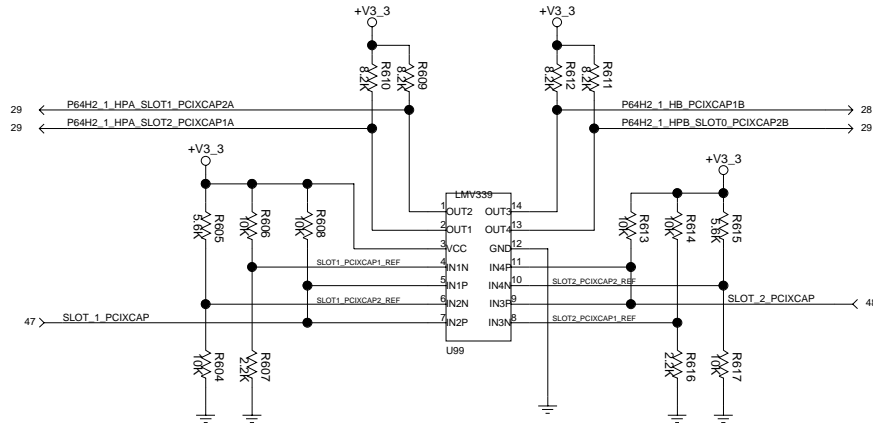 +V3_3
+V3_3
R610
8.2K
R609
8.2K
R612
8.2K
R611
8.2K
29
P64H2_1_HPA_SLOT1_PCIXCAP2A
P64H2_1_HB_PCIXCAP1B
28
29
P64H2_1_HPA_SLOT2_PCIXCAP1A
P64H2_1_HPB_SLOT0_PCIXCAP2B
29
+V3_3
+V3_3
LMV339
R605
5.6K
R606
10K
R608
10K
R613
10K
R614
10K
R615
5.6K
1 OUT2 OUT3 14
2 OUT1 OUT4 13
3 VCC GND 12
SLOT1_PCIXCAP1_REF 4 IN1N IN4P 11
5 IN1P IN4N 10 SLOT2_PCIXCAP2_REF
SLOT1_PCIXCAP2_REF 6 IN2N IN3P 9 SLOT_2_PCIXCAP 48
47 SLOT_1_PCIXCAP 7 IN2P IN3N 8 SLOT2_PCIXCAP1_REF
U99
R604
10K
R607
2.2K
R616
2.2K
R617
10K